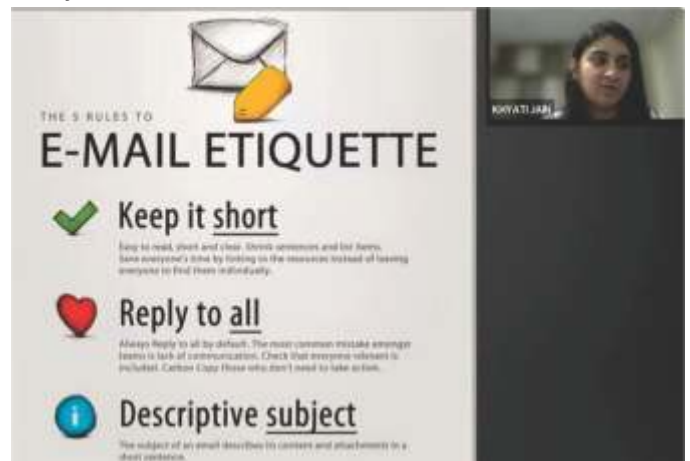 THE 5 RULES TO
E-MAIL ETIQUETTE
Keep it short
Easy to read, short and clear. Shrink sentences and list items.
Save everyone's time by linking to the resources instead of leaving
everyone to find them individually.
Reply to all
Always Reply to all by default. The most common mistake amongst
teams is lack of communication. Check that everyone relevant is
included. Carbon Copy those who don't need to take action.
i
Descriptive subject
The subject of an email describes its content and attachments in a
short sentence.
KHYATI JAIN